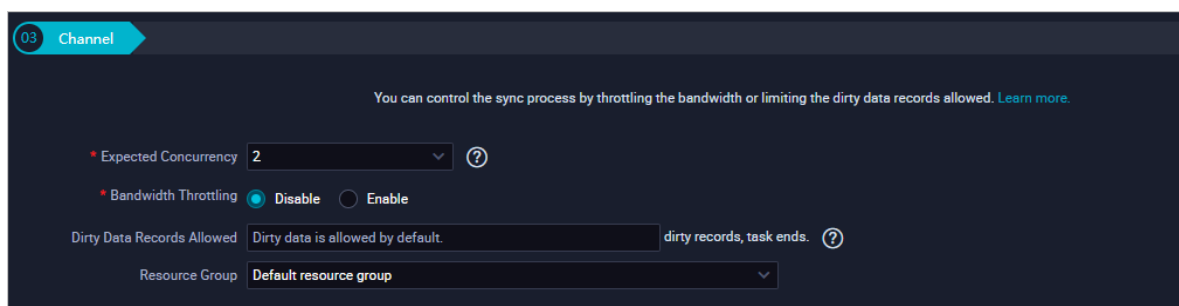 03 Channel
You can control the sync process by throttling the bandwidth or limiting the dirty data records allowed. Learn more.
* Expected Concurrency 2 ?
* Bandwidth Throttling Disable Enable
Dirty Data Records Allowed Dirty data is allowed by default. dirty records, task ends. ?
Resource Group Default resource group